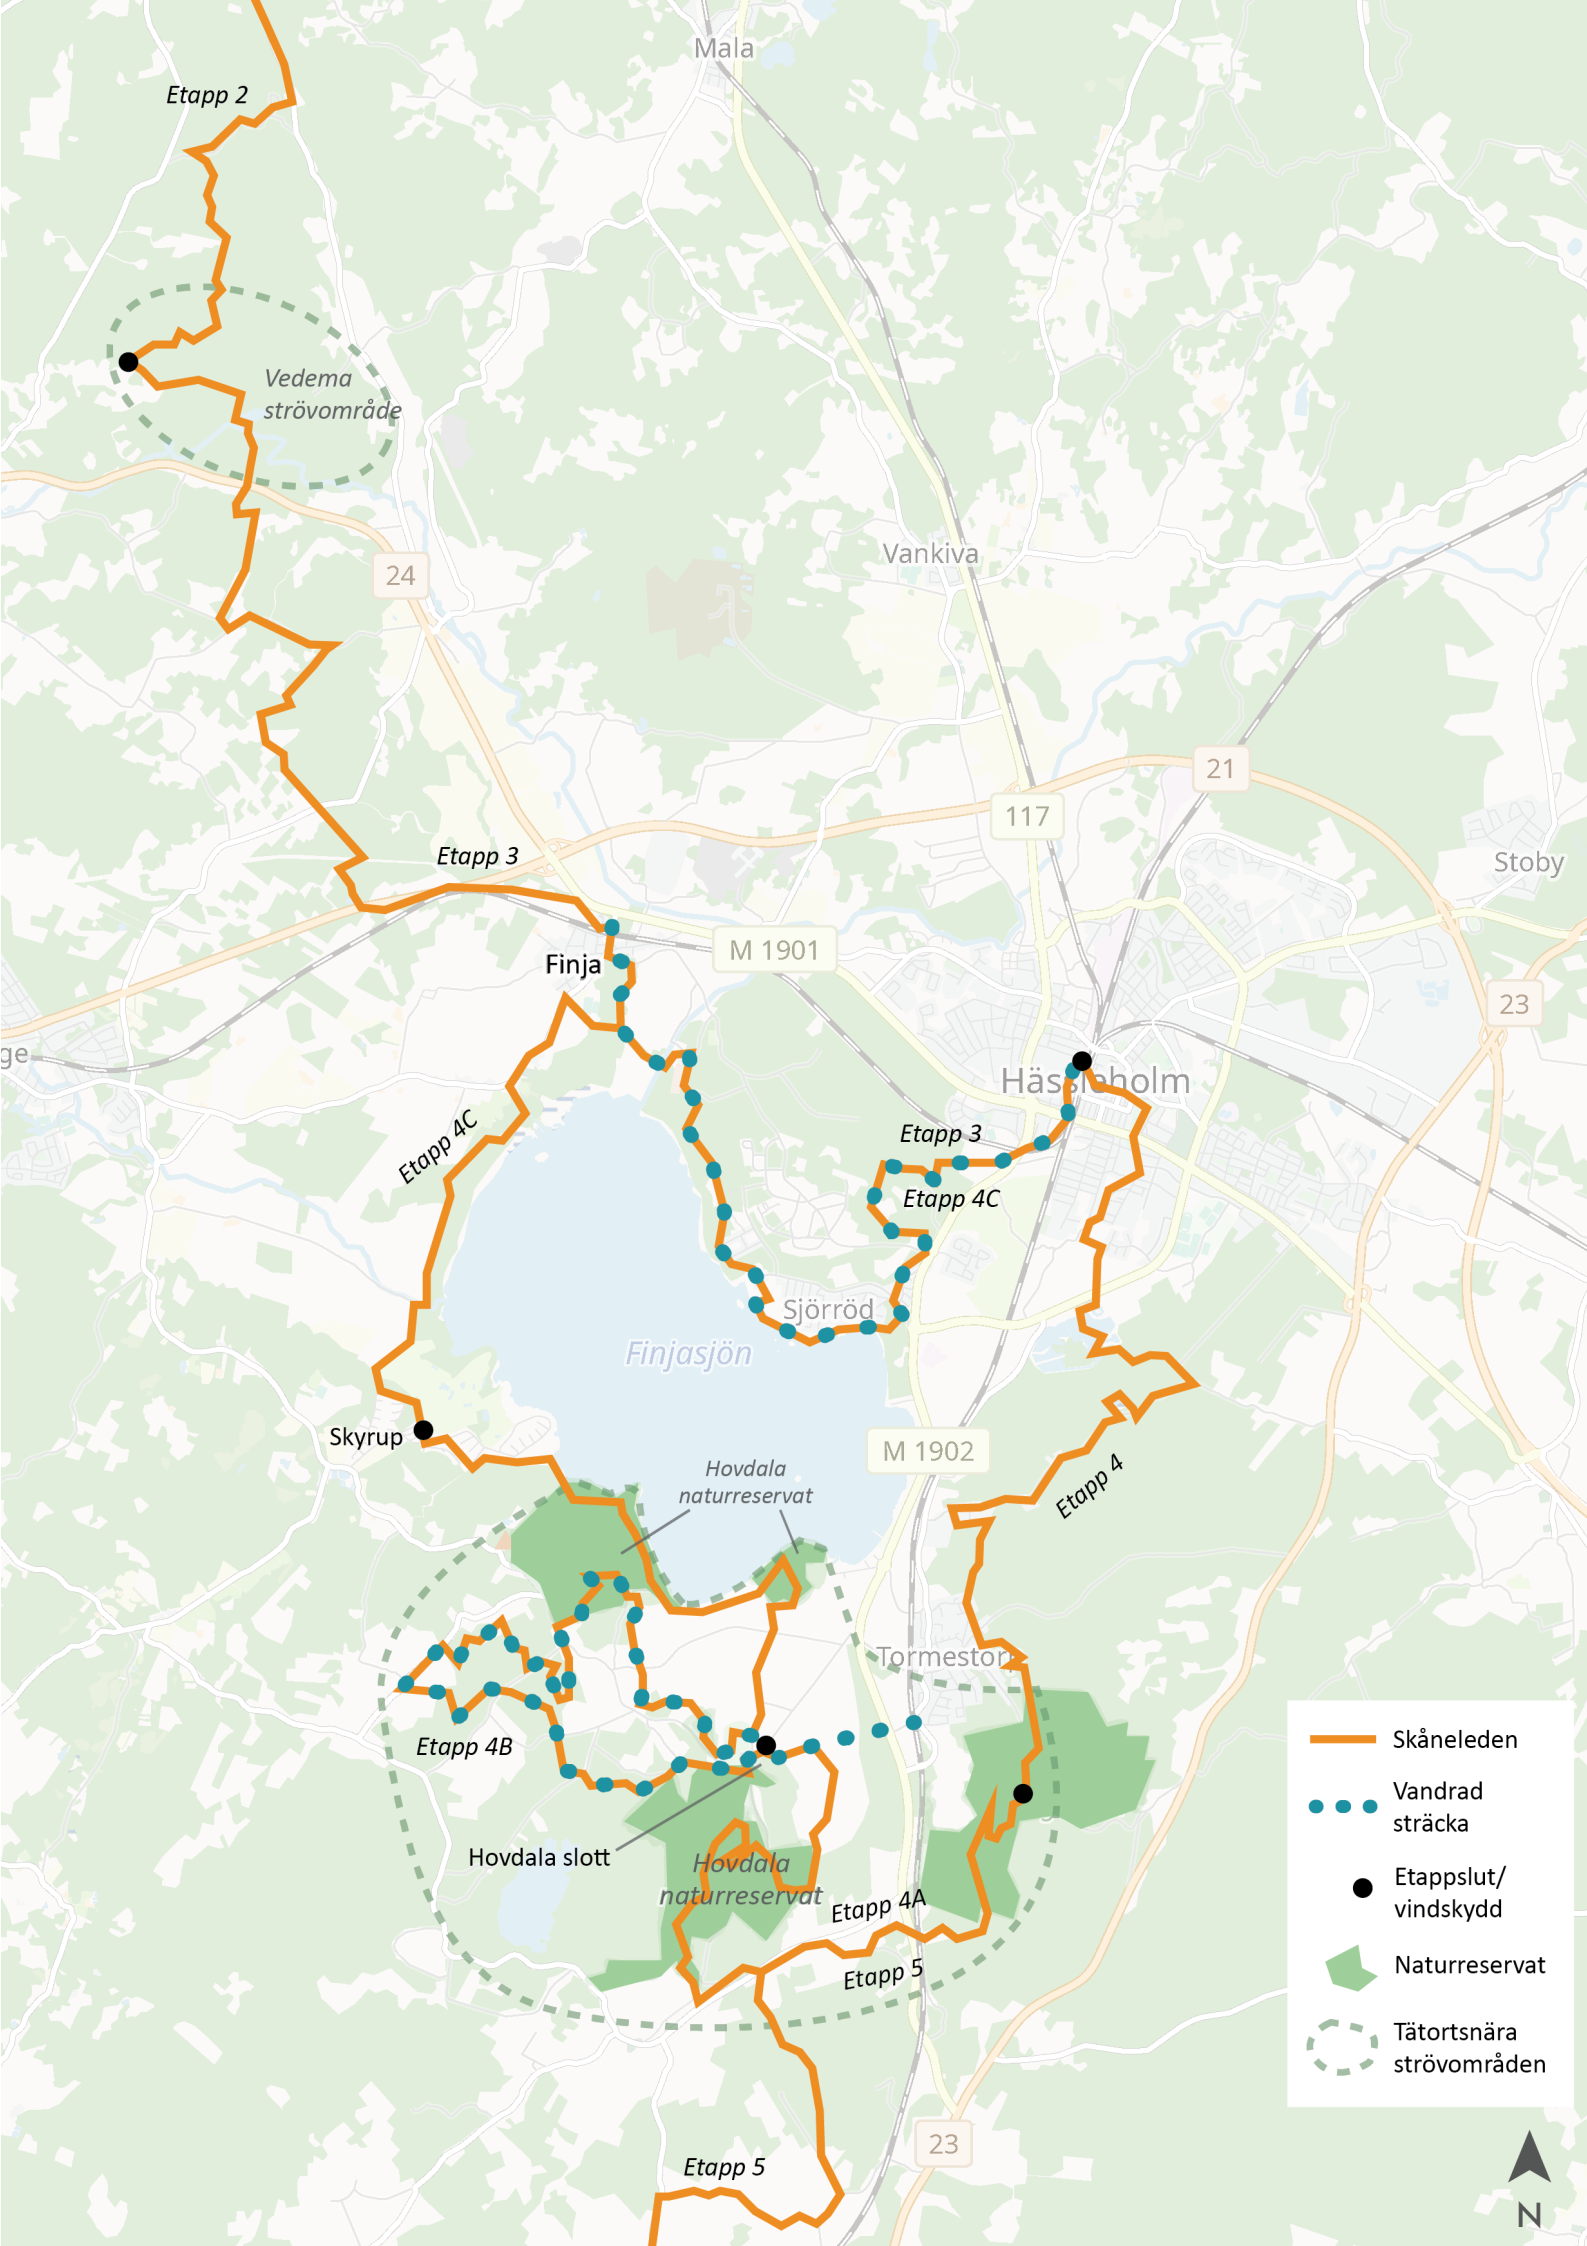 Mala
Etapp 2
Vedema
strövområde
Vankiva
24
21
117
Etapp 3
Stoby
M 1901
Finja
23
ge
Hässleholm
Etapp 4C
Etapp 3
Etapp 4C
Sjörröd
Finjasjön
Skyrup
M 1902
Hovdala
naturreservat
Etapp 4
Tormestorp
Etapp 4B
Hovdala slott
Hovdala
naturreservat
Etapp 4A
Etapp 5
23
Etapp 5
Skåneleden
Vandrad
sträcka
Etappslut/
vindskydd
Naturreservat
Tätortsnära
strövområden
N